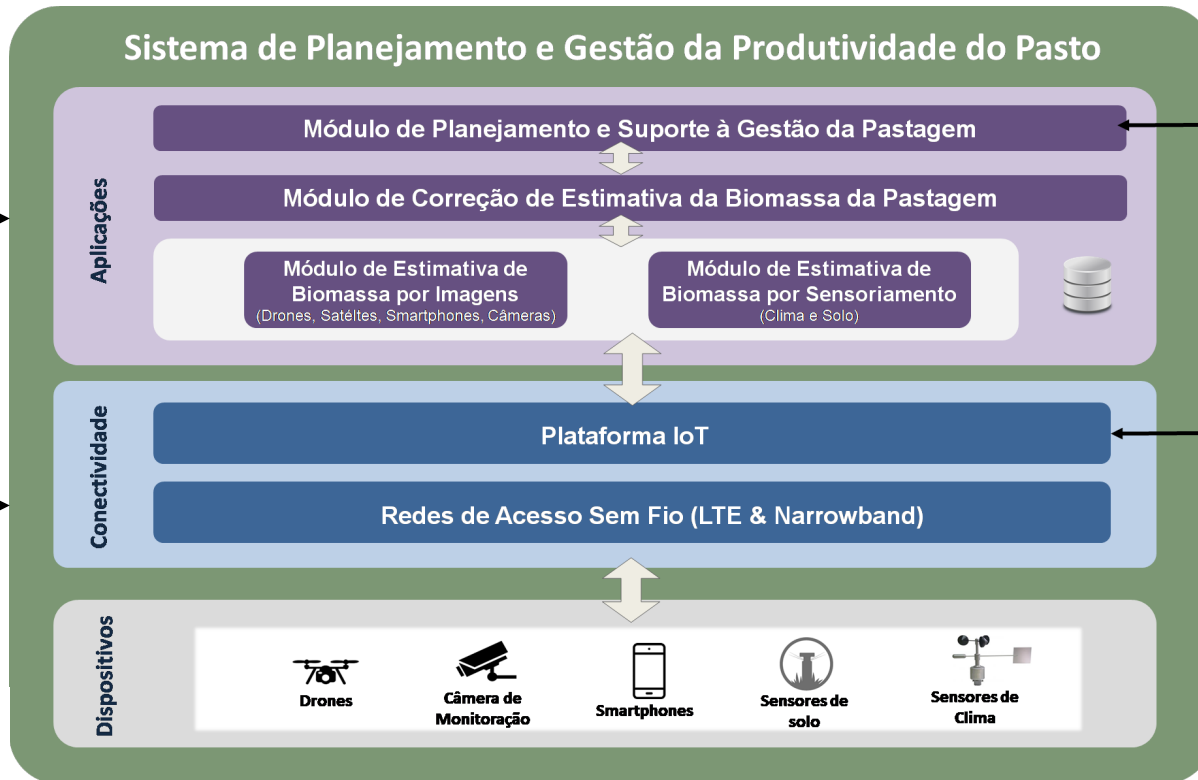 Sistema de Planejamento e Gestão da Produtividade do Pasto
Aplicações
Módulo de Planejamento e Suporte à Gestão da Pastagem
Módulo de Correção de Estimativa da Biomassa da Pastagem
Módulo de Estimativa de
Biomassa por Imagens
(Drones, Satéltes, Smartphones, Câmeras)
Módulo de Estimativa de
Biomassa por Sensoriamento
(Clima e Solo)
Conectividade
Plataforma IoT
Redes de Acesso Sem Fio (LTE & Narrowband)
Dispositivos
Drones
Câmera de
Monitoração
Smartphones
Sensores de
solo
Sensores de
Clima